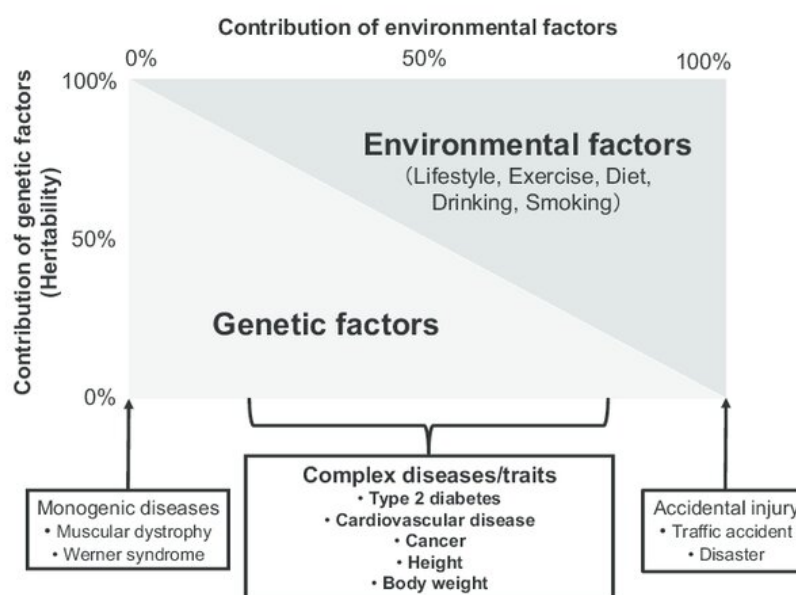 Contribution of environmental factors
0% 50% 100%
Contribution of genetic factors
(Heritability)
100%
50%
0%
Environmental factors
(Lifestyle, Exercise, Diet,
Drinking, Smoking)
Genetic factors
Monogenic diseases
• Muscular dystrophy
• Werner syndrome
Complex diseases/traits
• Type 2 diabetes
• Cardiovascular disease
• Cancer
• Height
• Body weight
Accidental injury
• Traffic accident
• Disaster